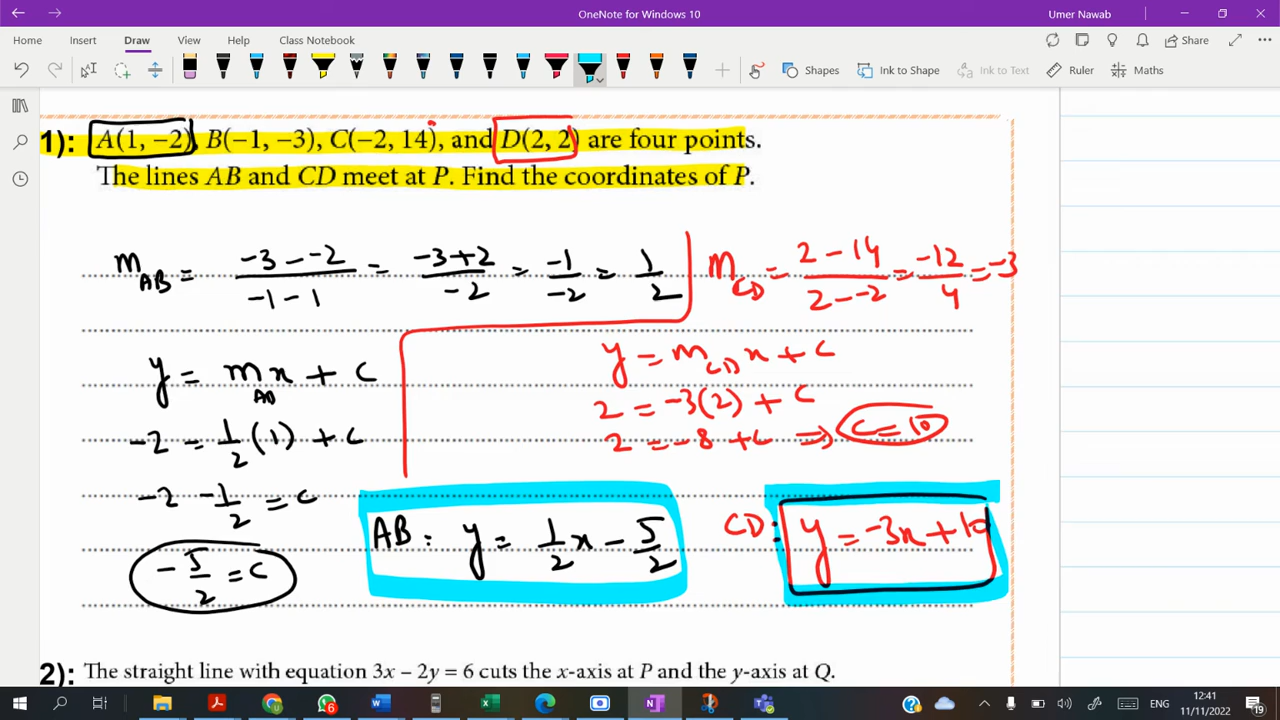 OneNote for Windows 10
Umer Nawab
Home Insert Draw View Help Class Notebook
Share
Shapes Ink to Shape Ink to Text Ruler Maths
1): A(1, −2), B(−1, −3), C(−2, 14), and D(2, 2) are four points.
The lines AB and CD meet at P. Find the coordinates of P.
m_AB = (-3 - -2)/(-1 - 1) = (-3+2)/(-2) = (-1)/(-2) = 1/2
m_CD = (2 - 14)/(2 - -2) = (-12)/4 = -3
y = m_AB x + c
-2 = 1/2 (1) + c
-2 - 1/2 = c
-5/2 = c
y = m_CD x + c
2 = -3(2) + c
2 = -8 + c ⇒ c = 10
AB: y = 1/2 x - 5/2
CD: y = -3x + 10
2): The straight line with equation 3x – 2y = 6 cuts the x-axis at P and the y-axis at Q.
6
ENG
12:41
11/11/2022
19